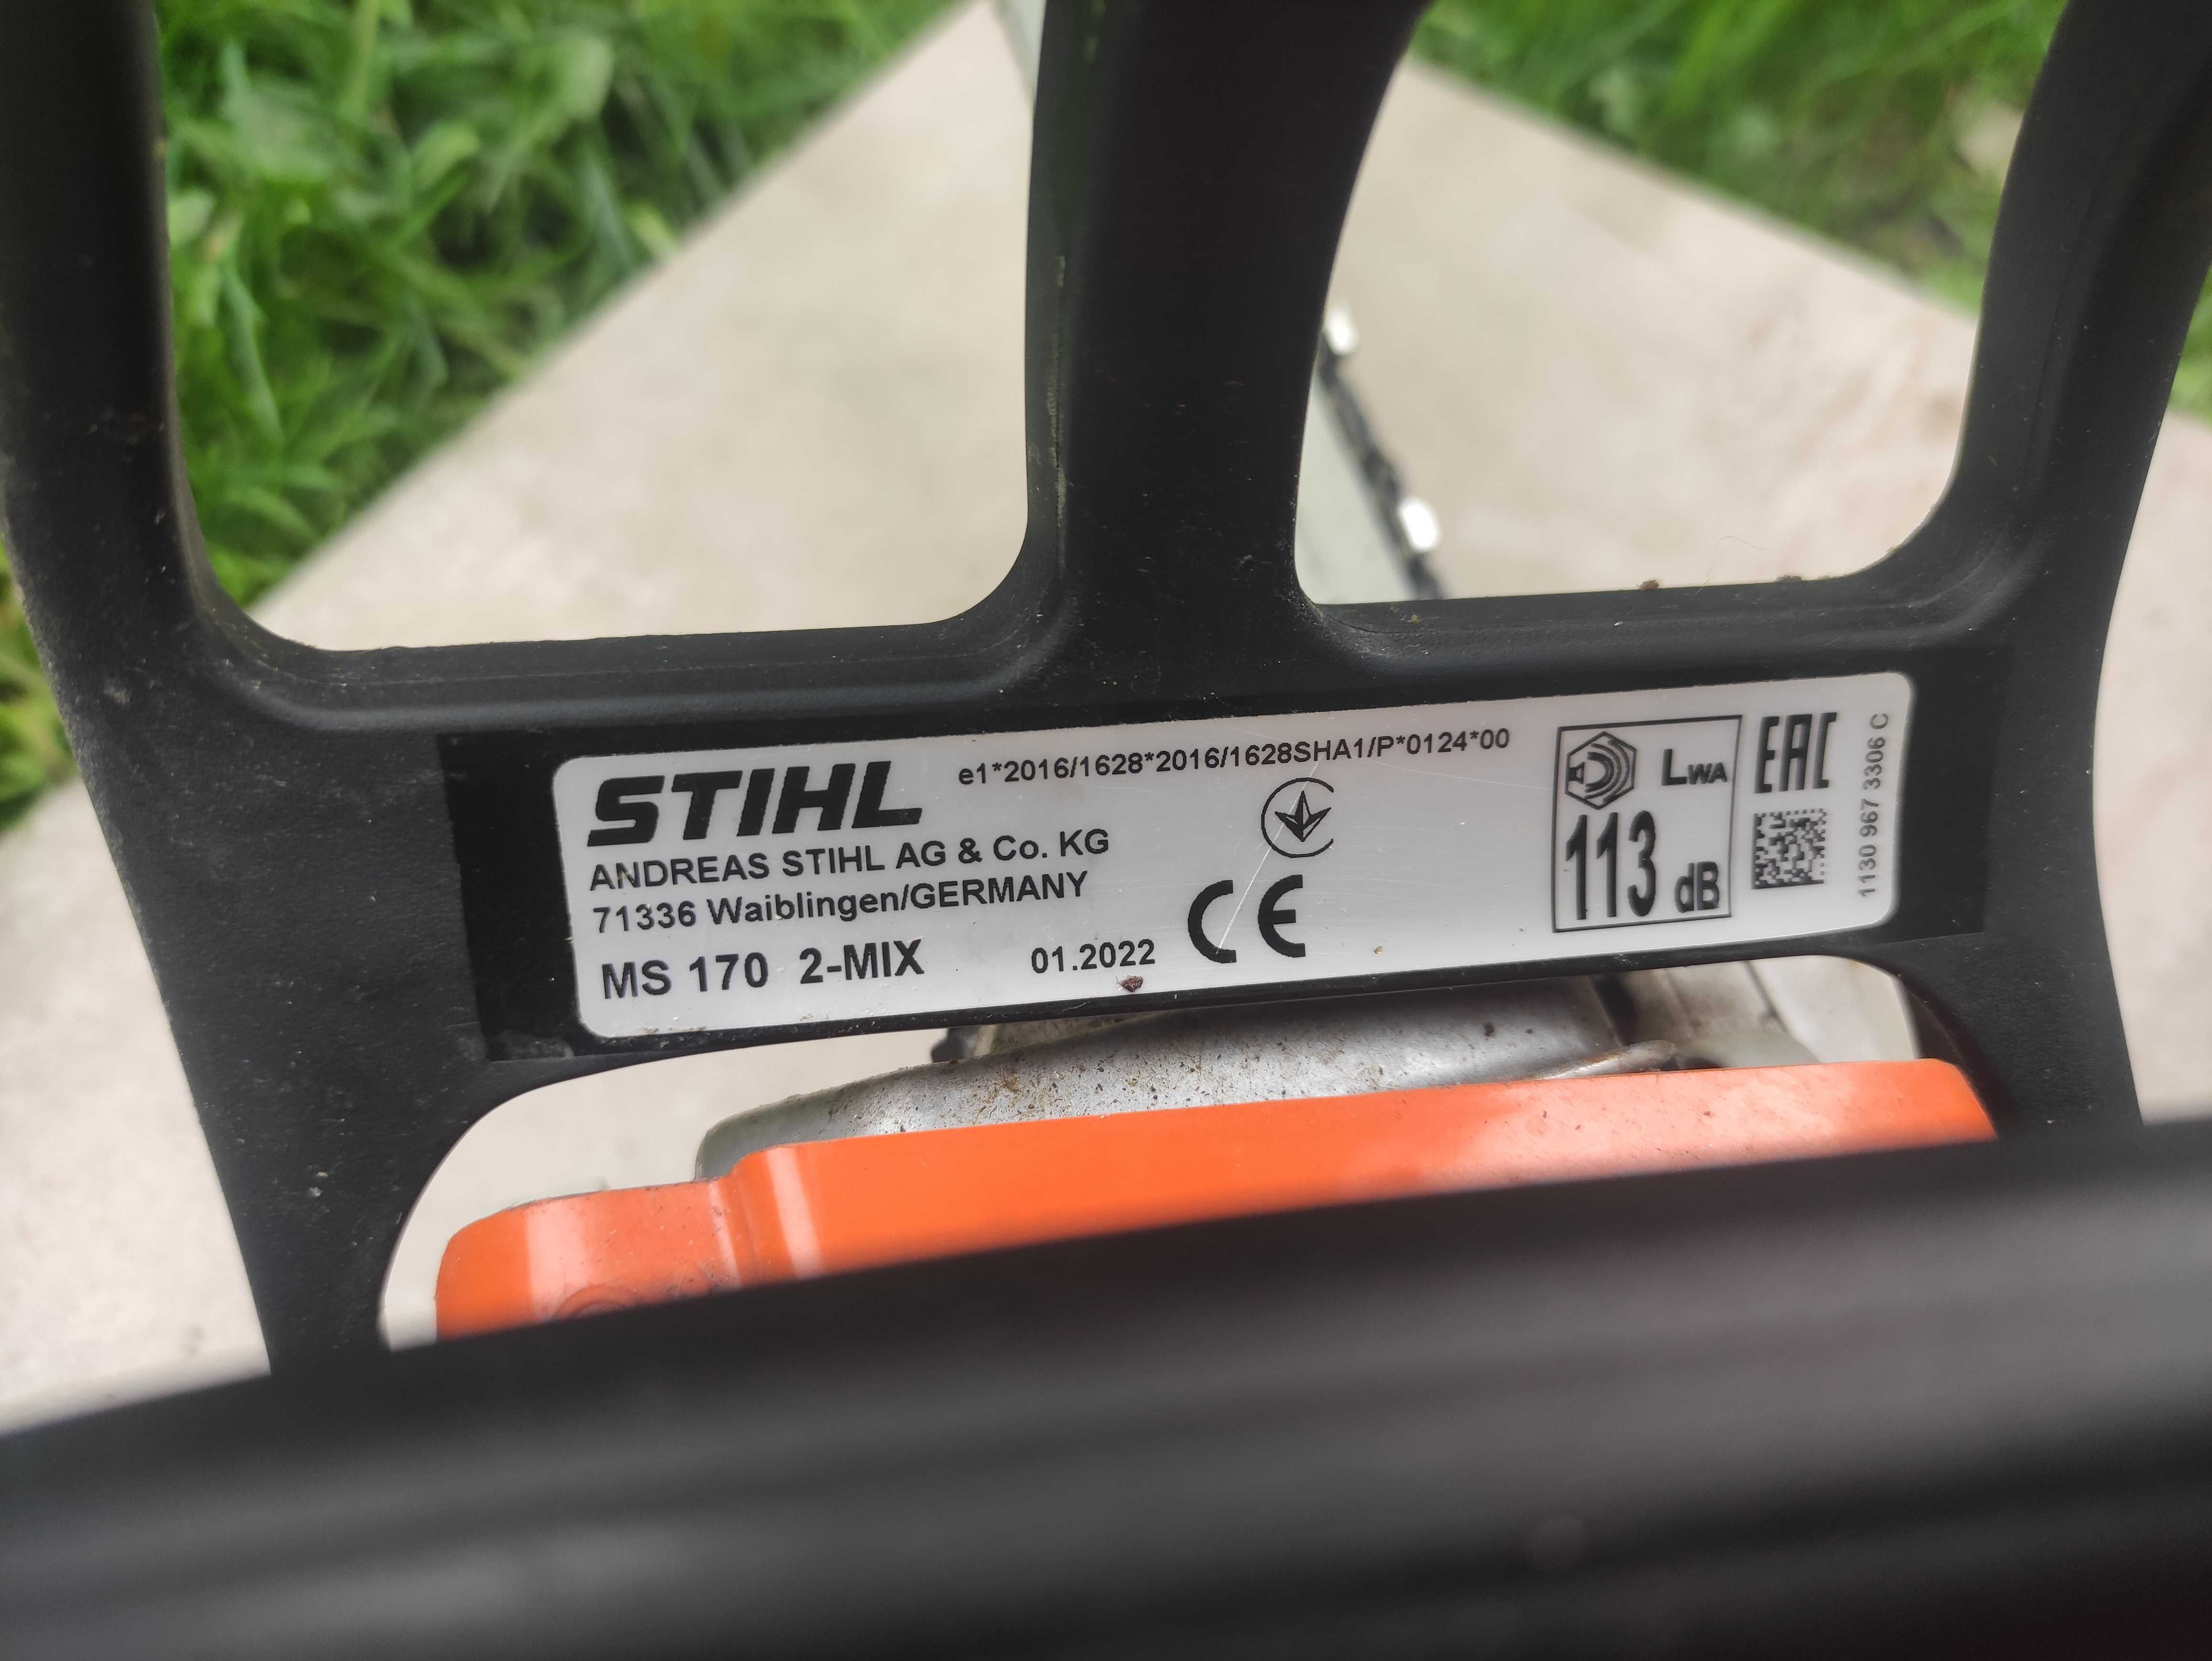 STIHL
e1*2016/1628*2016/1628SHA1/P*0124*00
ANDREAS STIHL AG & Co. KG
71336 Waiblingen/GERMANY
MS 170 2-MIX
01.2022
CE
LWA
113 dB
EAC
1130 967 3306 C